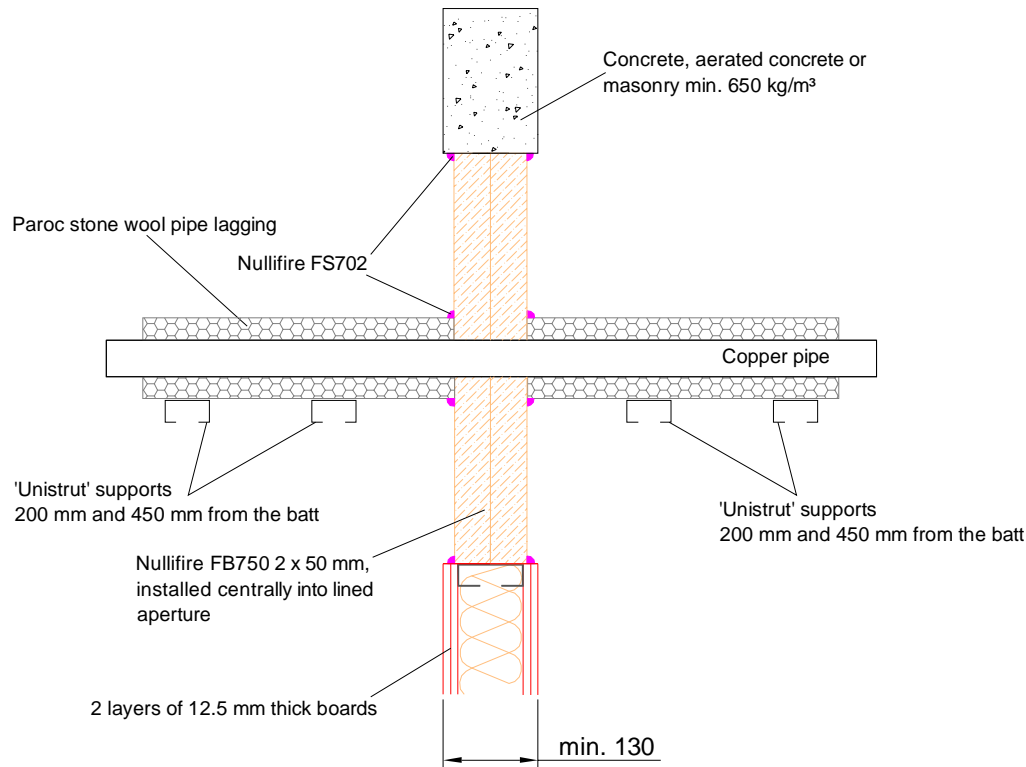 Concrete, aerated concrete or
masonry min. 650 kg/m³
Paroc stone wool pipe lagging
Nullifire FS702
Copper pipe
'Unistrut' supports
200 mm and 450 mm from the batt
'Unistrut' supports
200 mm and 450 mm from the batt
Nullifire FB750 2 x 50 mm,
installed centrally into lined
aperture
2 layers of 12.5 mm thick boards
min. 130